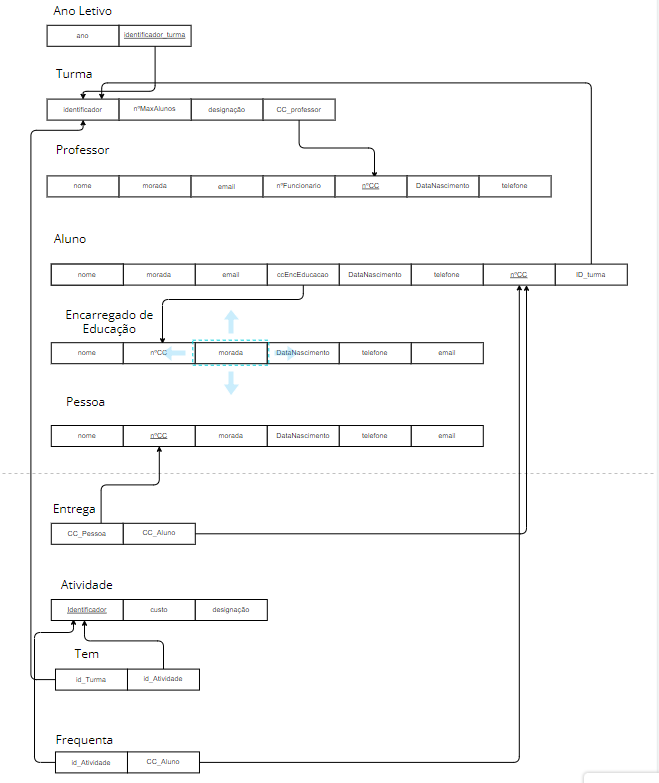 Ano Letivo
ano identificador_turma
Turma
identificador nºMaxAlunos designação CC_professor
Professor
nome morada email nºFuncionario nºCC DataNascimento telefone
Aluno
nome morada email ccEncEducacao DataNascimento telefone nºCC ID_turma
Encarregado de
Educação
nome nºCC morada DataNascimento telefone email
Pessoa
nome nºCC morada DataNascimento telefone email
Entrega
CC_Pessoa CC_Aluno
Atividade
Identificador custo designação
Tem
id_Turma id_Atividade
Frequenta
id_Atividade CC_Aluno